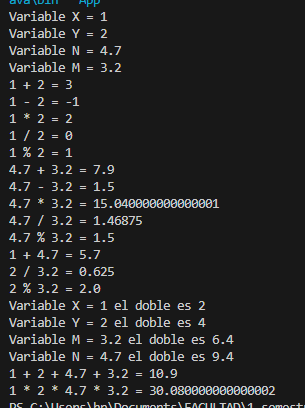 ava\bin App
Variable X = 1
Variable Y = 2
Variable N = 4.7
Variable M = 3.2
1 + 2 = 3
1 - 2 = -1
1 * 2 = 2
1 / 2 = 0
1 % 2 = 1
4.7 + 3.2 = 7.9
4.7 - 3.2 = 1.5
4.7 * 3.2 = 15.040000000000001
4.7 / 3.2 = 1.46875
4.7 % 3.2 = 1.5
1 + 4.7 = 5.7
2 / 3.2 = 0.625
2 % 3.2 = 2.0
Variable X = 1 el doble es 2
Variable Y = 2 el doble es 4
Variable M = 3.2 el doble es 6.4
Variable N = 4.7 el doble es 9.4
1 + 2 + 4.7 + 3.2 = 10.9
1 * 2 * 4.7 * 3.2 = 30.080000000000002
PS C:\Users\hp\Documents\FACULTAD\1 semest